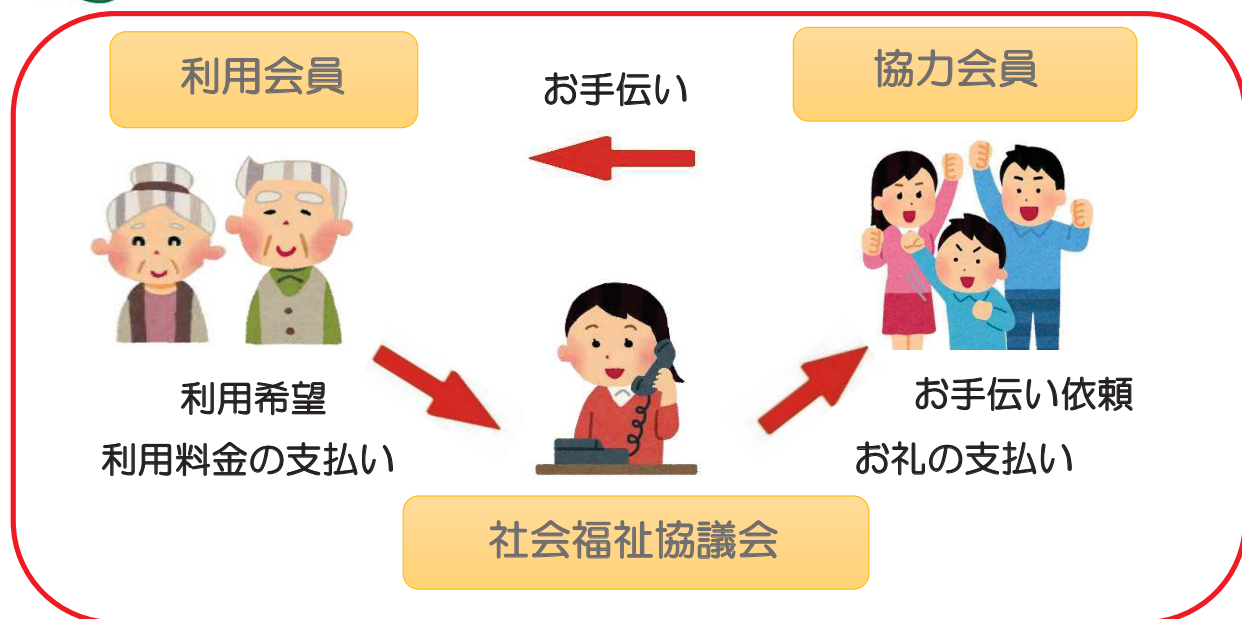 利用会員
お手伝い
協力会員
利用希望
利用料金の支払い
お手伝い依頼
お礼の支払い
社会福祉協議会